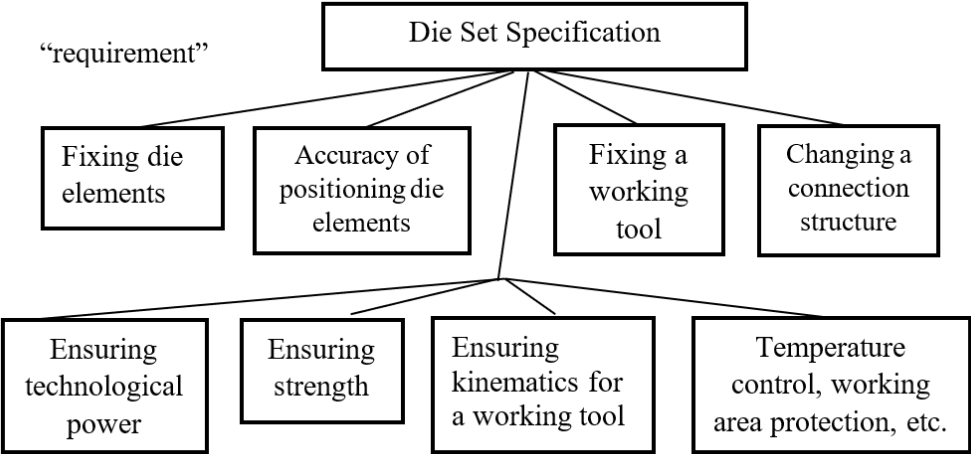 Die Set Specification
“requirement”
Fixing die
elements
Accuracy of
positioning die
elements
Fixing a
working
tool
Changing a
connection
structure
Ensuring
technological
power
Ensuring
strength
Ensuring
kinematics for
a working tool
Temperature
control, working
area protection, etc.